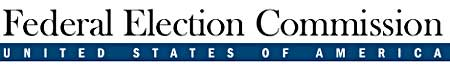 Federal Election Commission
UNITED STATES OF AMERICA